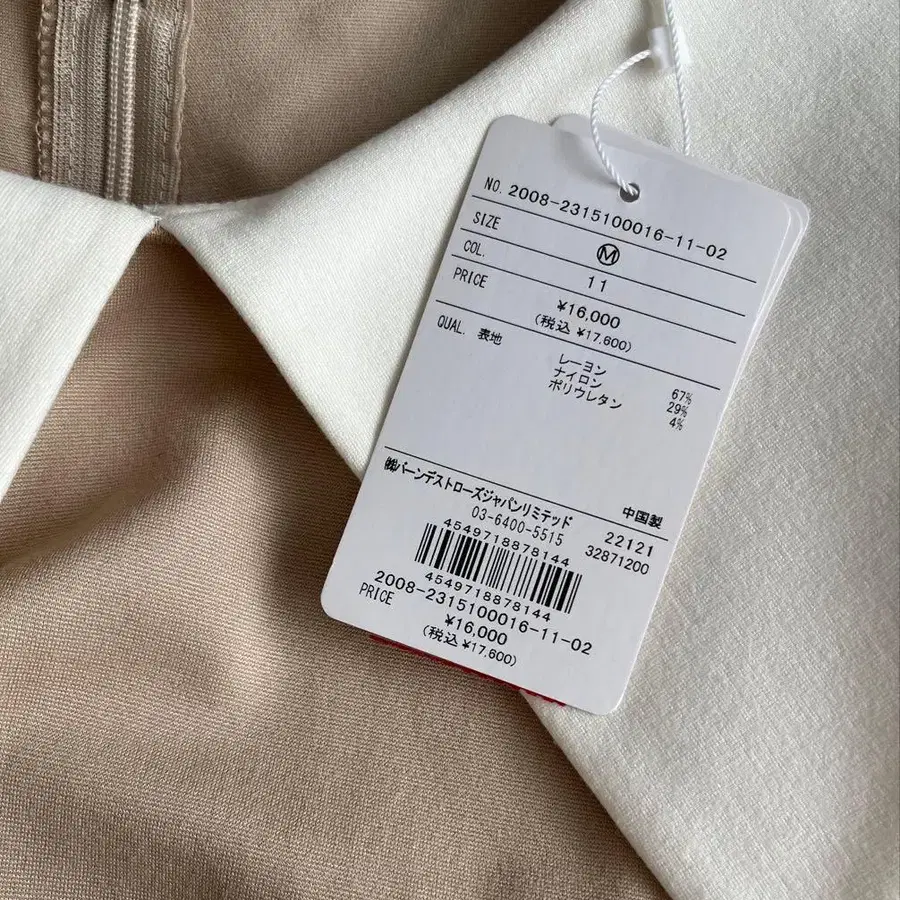 NO. 2008-2315100016-11-02
SIZE Ⓜ
COL. 11
PRICE ¥16,000
(税込 ¥17,600)
QUAL. 表地 レーヨン 67%
ナイロン 29%
ポリウレタン 4%
㈱バーンデストローズジャパンリミテッド 中国製
03-6400-5515 22121
4549718878144 32871200
4549718878144
2008-2315100016-11-02
PRICE ¥16,000
(税込 ¥17,600)